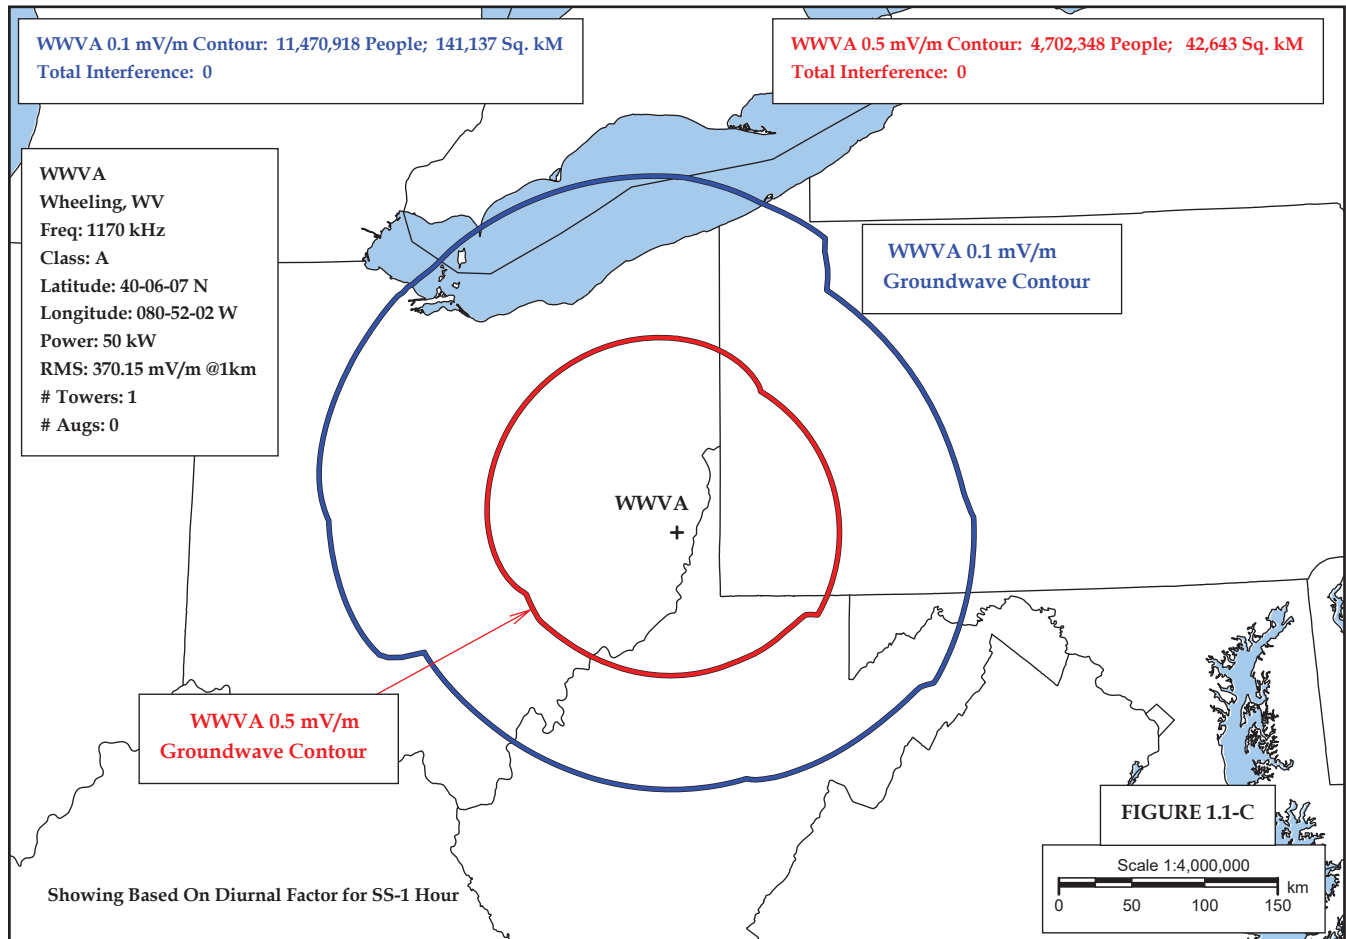 WWVA 0.1 mV/m Contour: 11,470,918 People; 141,137 Sq. kM
Total Interference: 0
WWVA 0.5 mV/m Contour: 4,702,348 People; 42,643 Sq. kM
Total Interference: 0
WWVA
Wheeling, WV
Freq: 1170 kHz
Class: A
Latitude: 40-06-07 N
Longitude: 080-52-02 W
Power: 50 kW
RMS: 370.15 mV/m @1km
# Towers: 1
# Augs: 0
WWVA 0.1 mV/m
Groundwave Contour
WWVA
WWVA 0.5 mV/m
Groundwave Contour
FIGURE 1.1-C
Scale 1:4,000,000
km
0 50 100 150
Showing Based On Diurnal Factor for SS-1 Hour